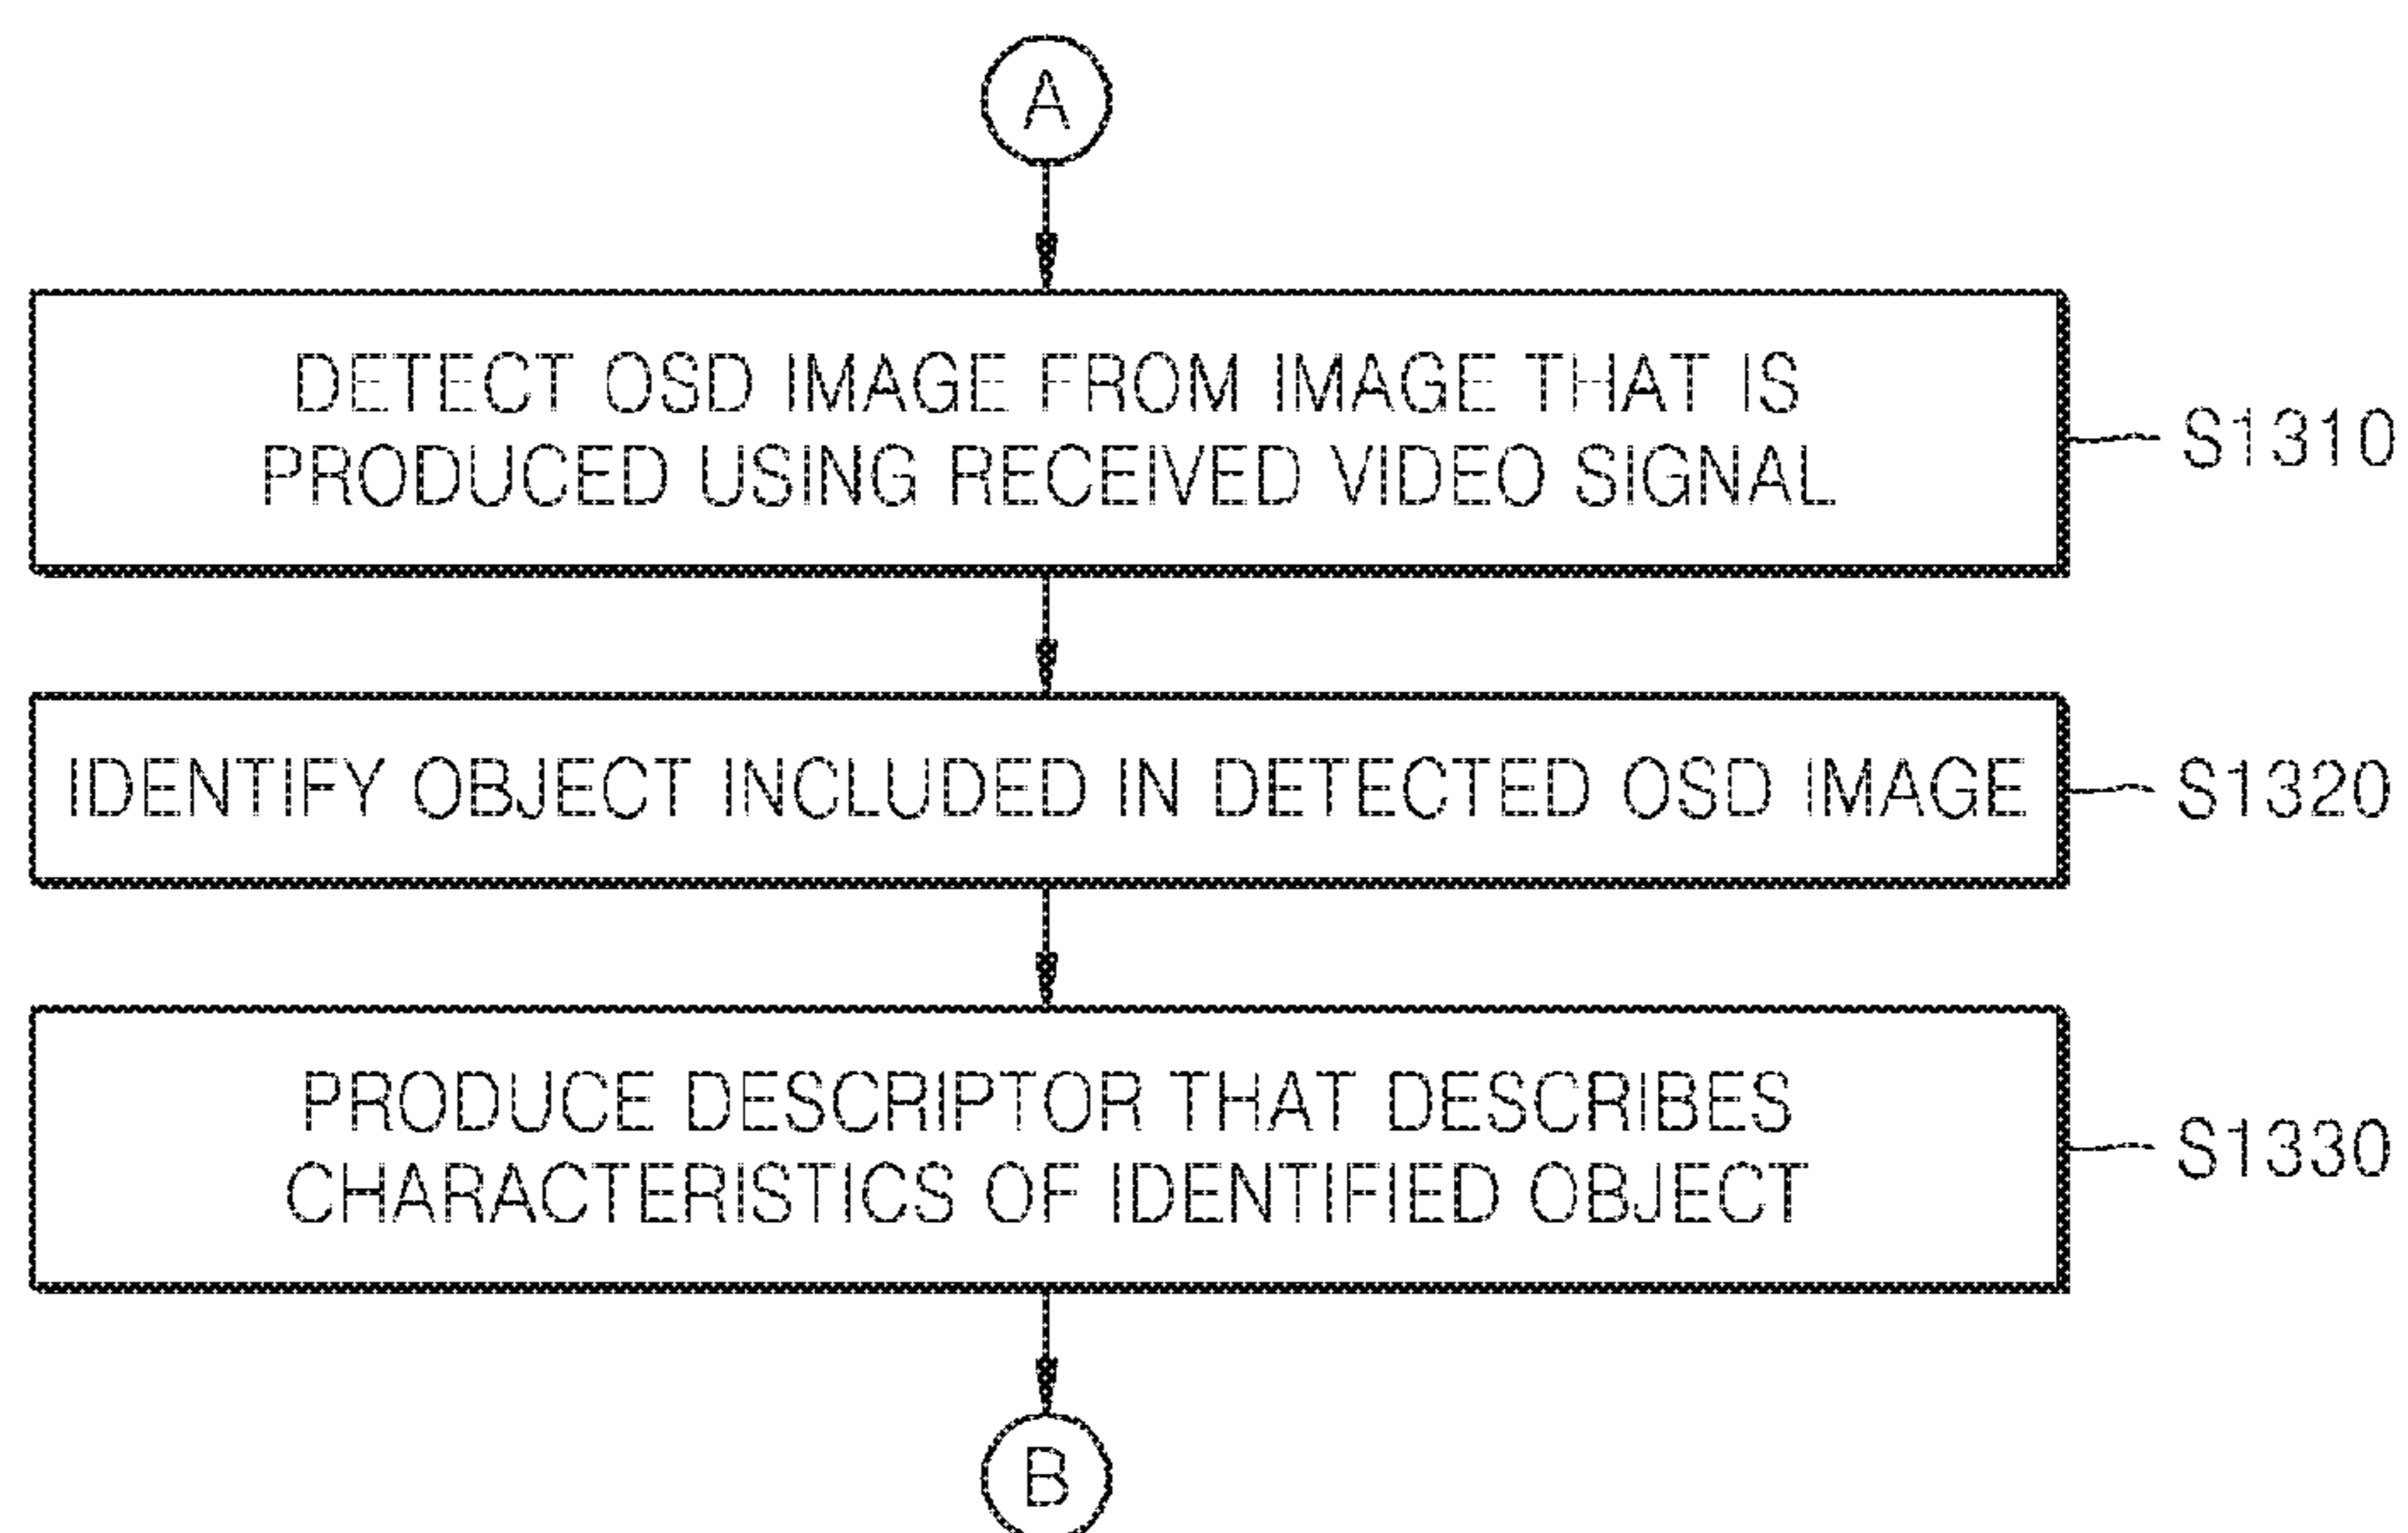 A
DETECT OSD IMAGE FROM IMAGE THAT IS
PRODUCED USING RECEIVED VIDEO SIGNAL
S1310
IDENTIFY OBJECT INCLUDED IN DETECTED OSD IMAGE
S1320
PRODUCE DESCRIPTOR THAT DESCRIBES
CHARACTERISTICS OF IDENTIFIED OBJECT
S1330
B